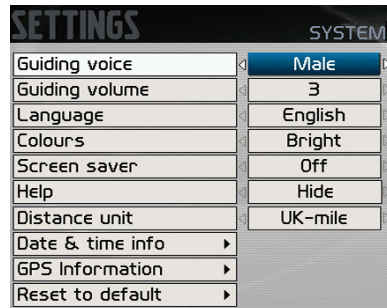 SETTINGS
SYSTEM
Guiding voice Male
Guiding volume 3
Language English
Colours Bright
Screen saver Off
Help Hide
Distance unit UK-mile
Date & time info
GPS Information
Reset to default